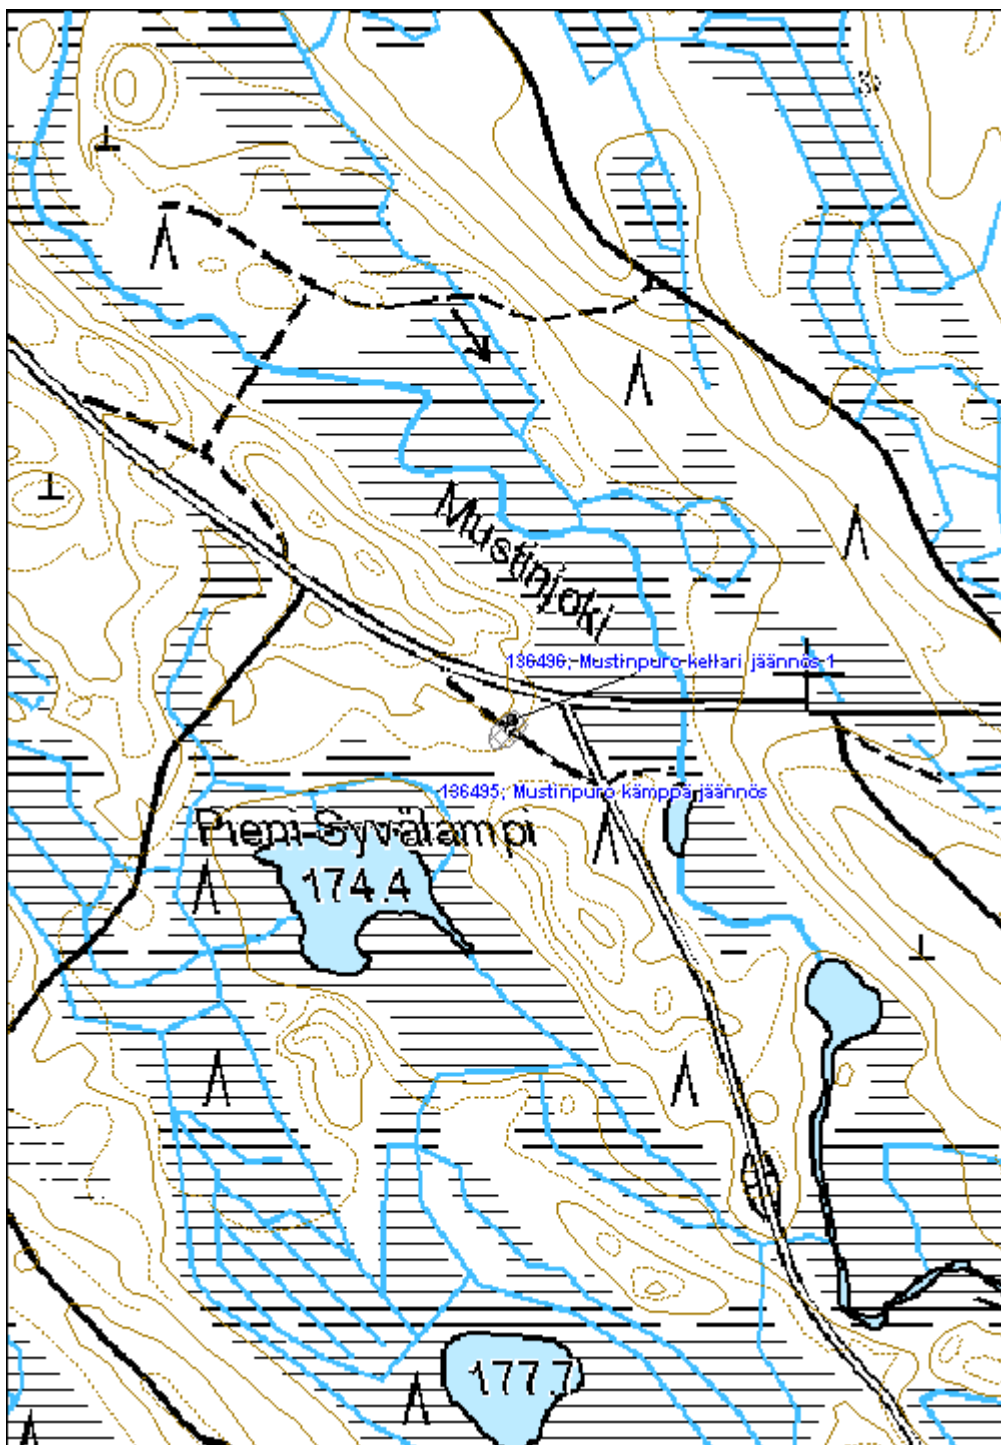 Mustinjoki
136496; Mustinpuro kellari jäännös 1
136495; Mustinpuro kämppä jäännös
Pieni-Syvälampi
174.4
177.7